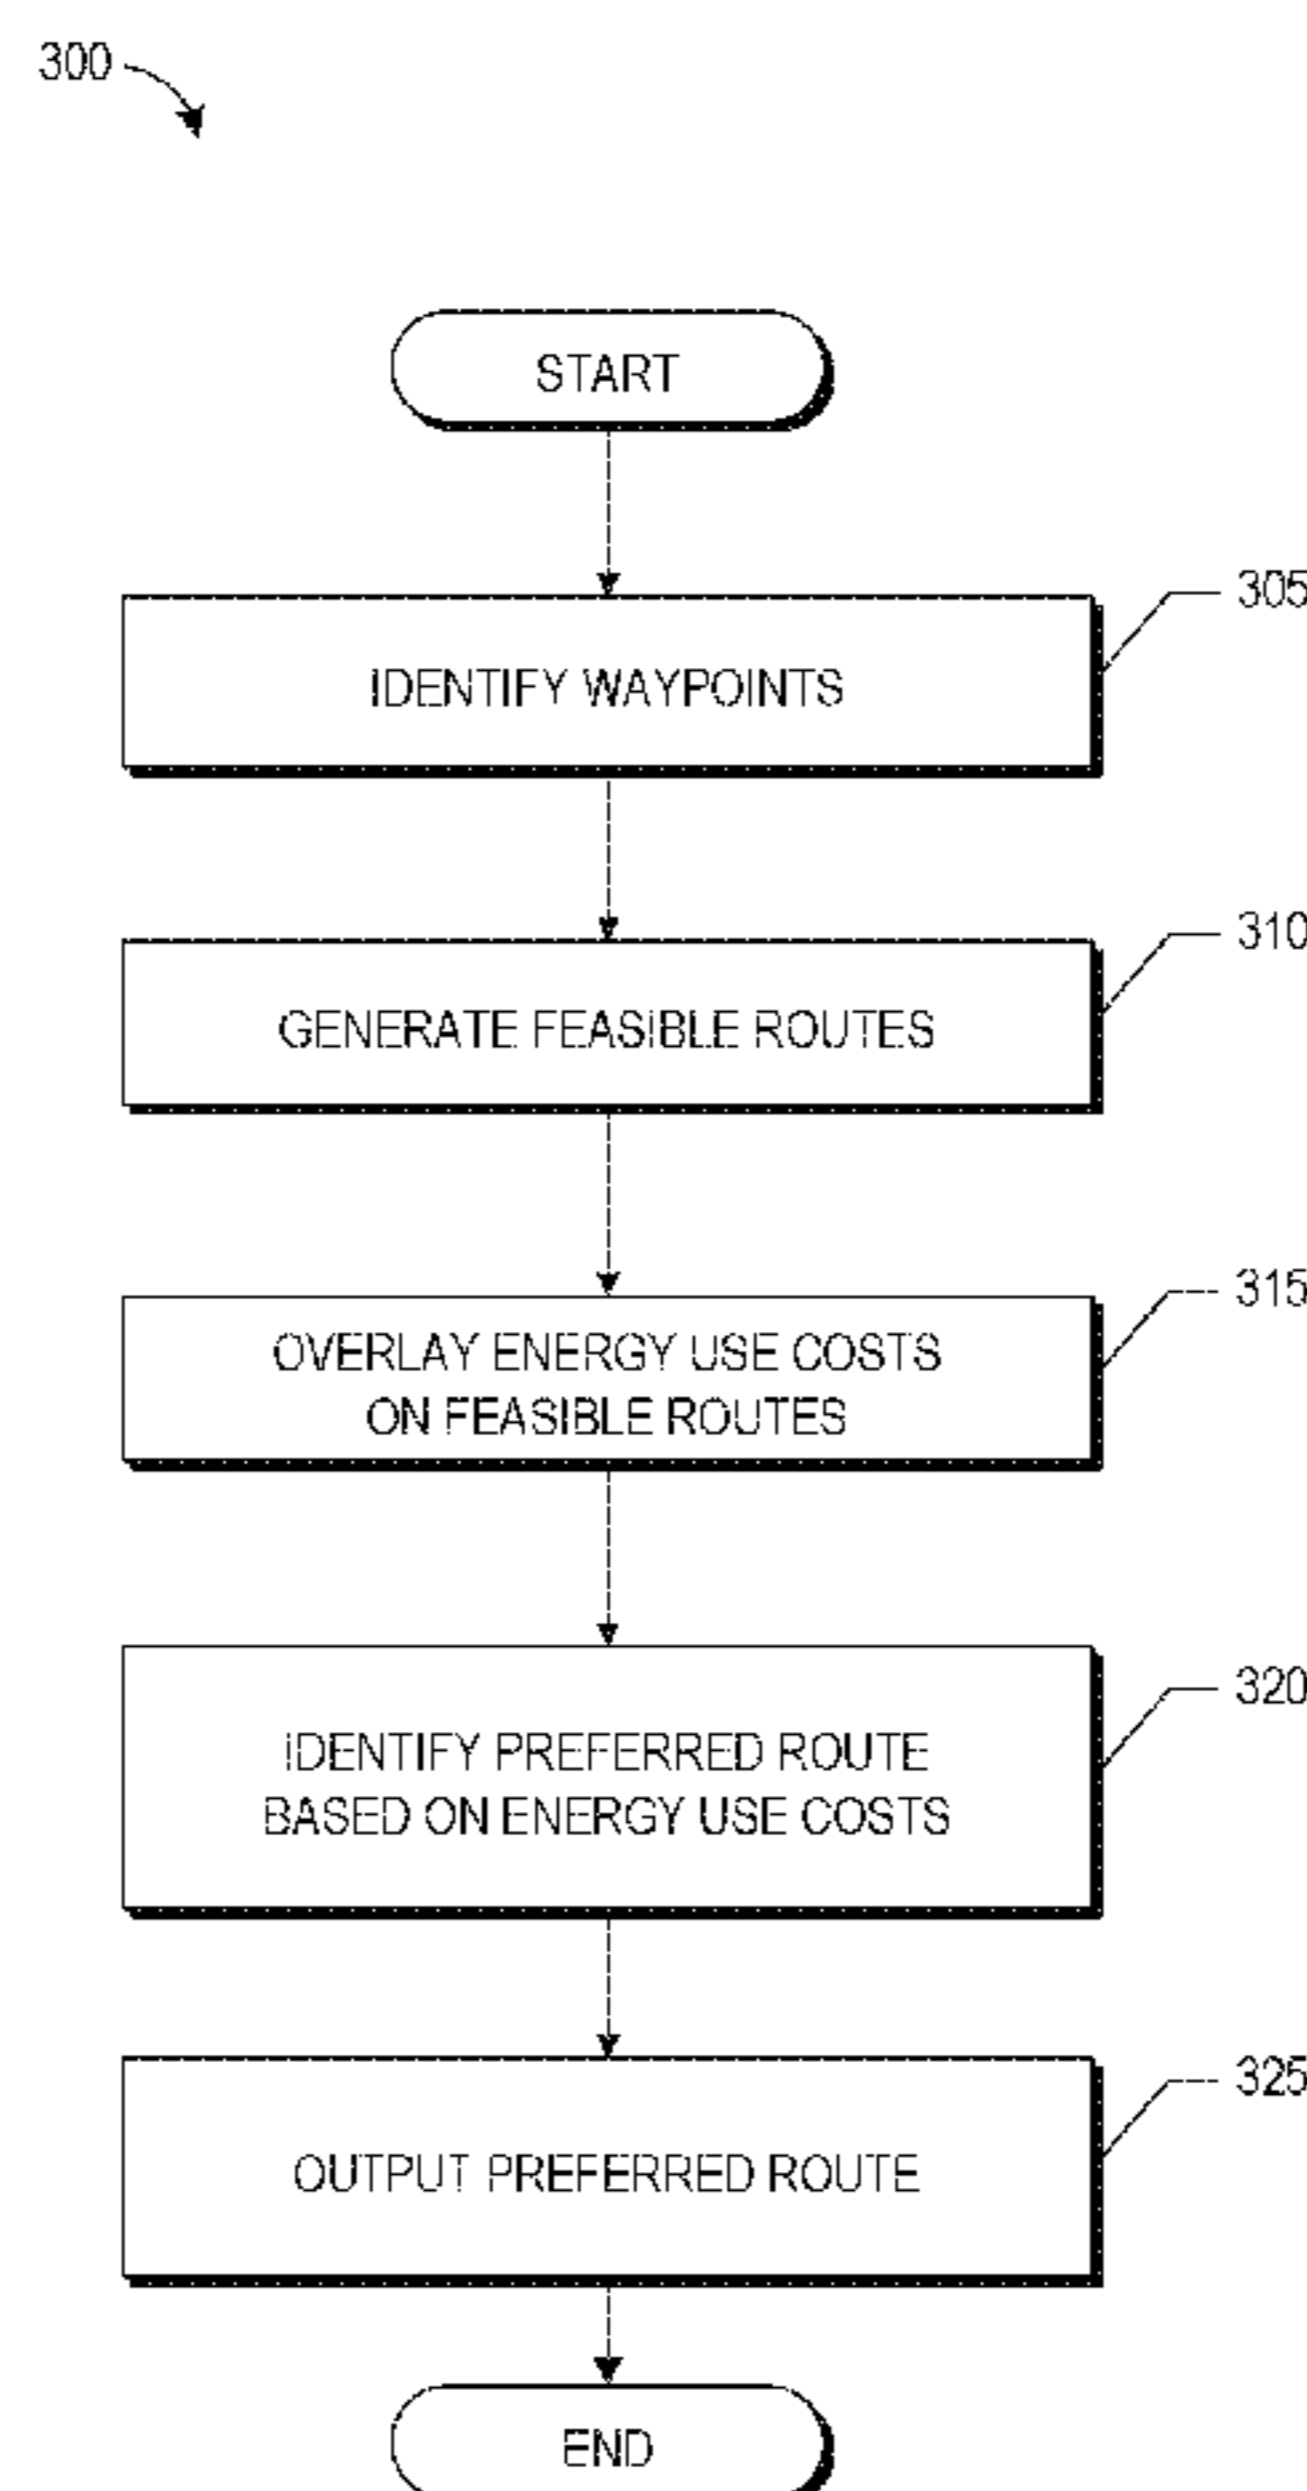 300
START
305
IDENTIFY WAYPOINTS
310
GENERATE FEASIBLE ROUTES
315
OVERLAY ENERGY USE COSTS
ON FEASIBLE ROUTES
320
IDENTIFY PREFERRED ROUTE
BASED ON ENERGY USE COSTS
325
OUTPUT PREFERRED ROUTE
END